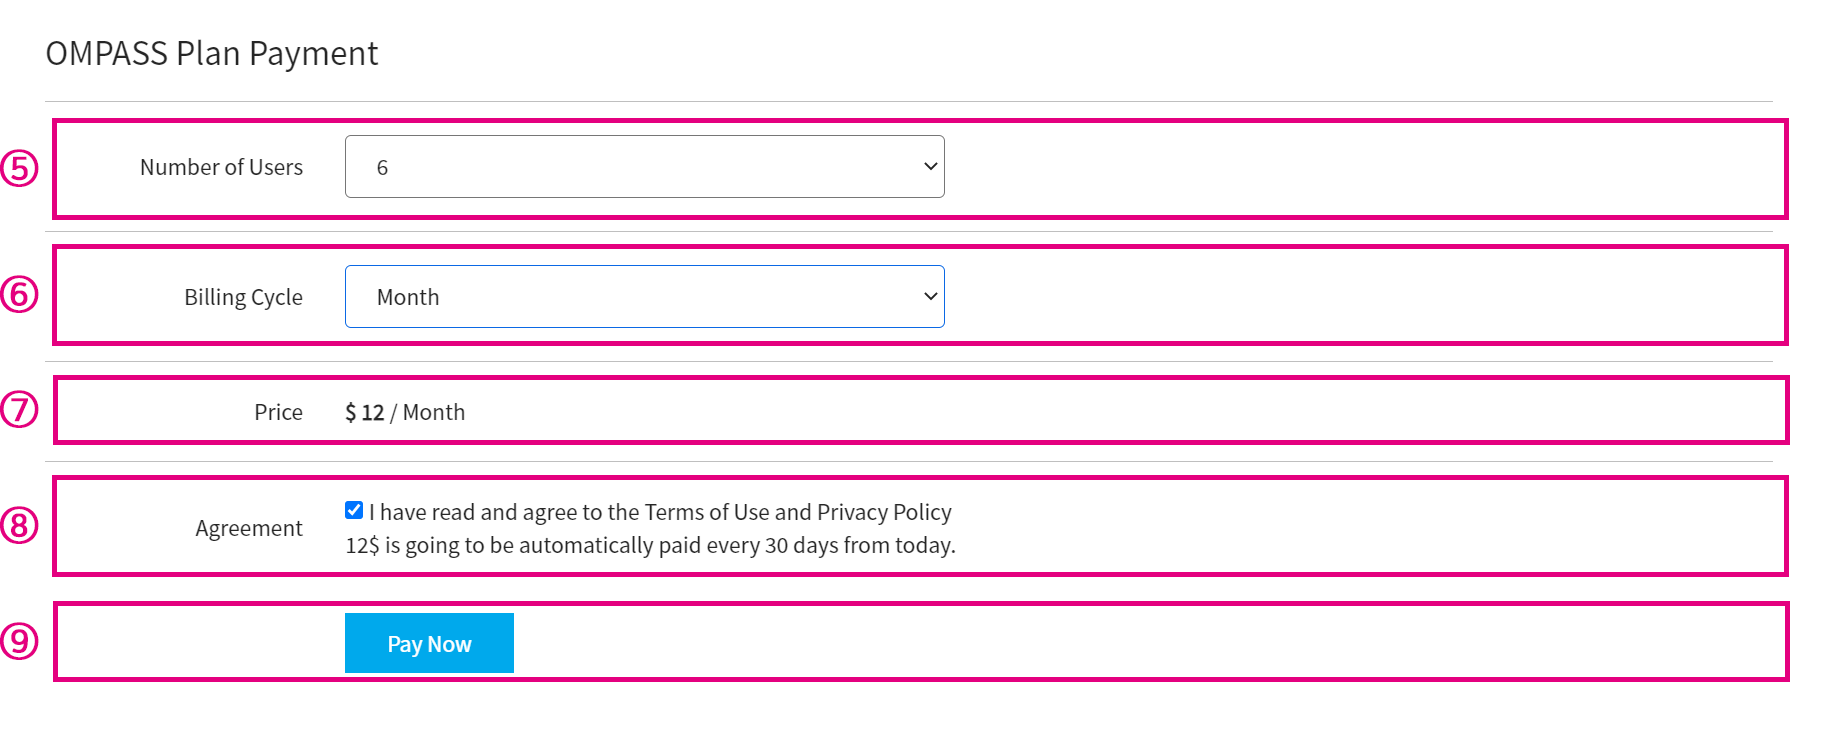 OMPASS Plan Payment
⑤ Number of Users 6
⑥ Billing Cycle Month
⑦ Price $ 12 / Month
⑧ Agreement I have read and agree to the Terms of Use and Privacy Policy
12$ is going to be automatically paid every 30 days from today.
⑨ Pay Now